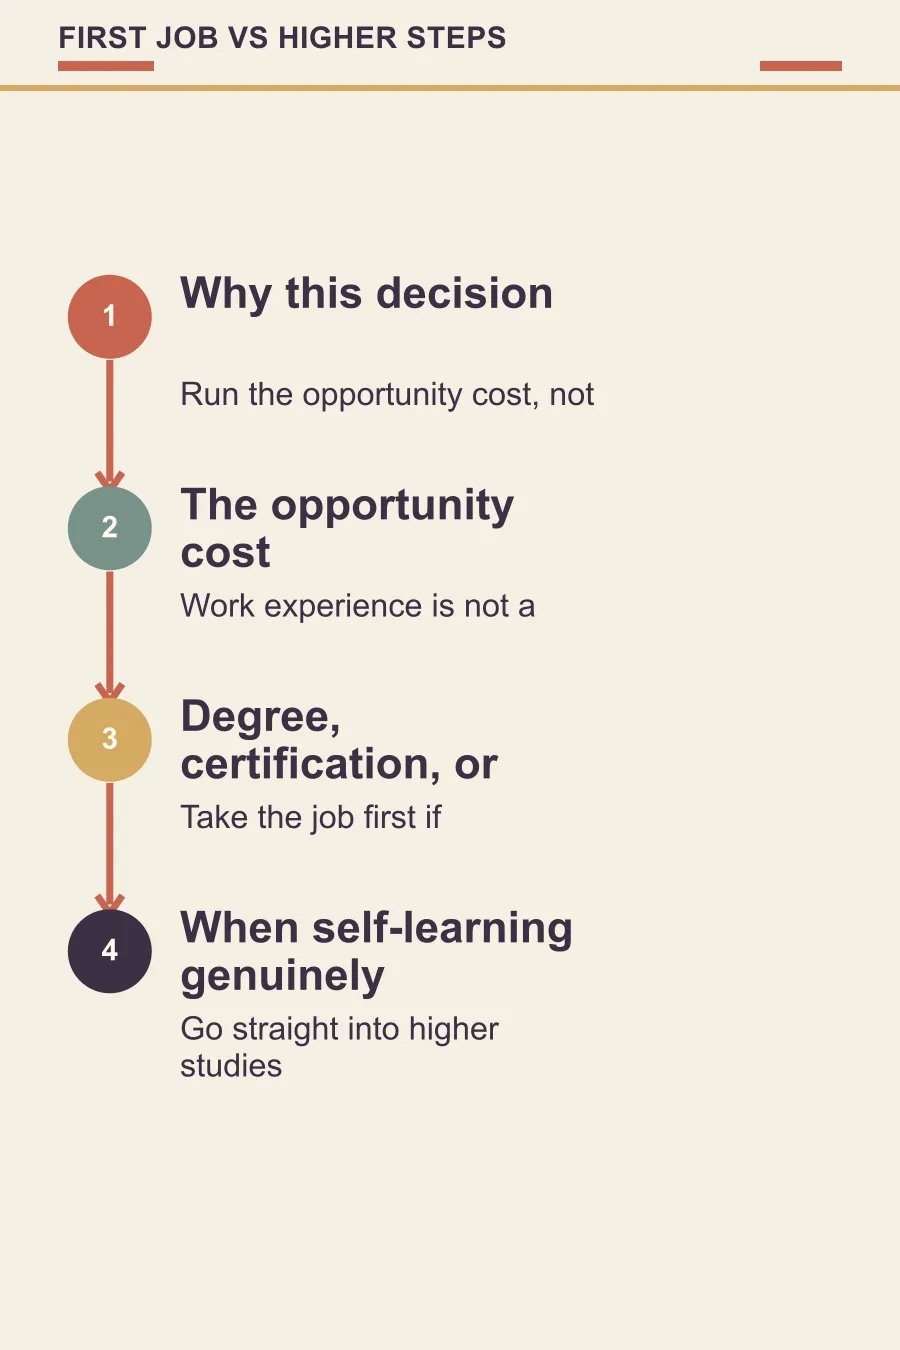 FIRST JOB VS HIGHER STEPS
1
Why this decision
Run the opportunity cost, not
2
The opportunity
cost
Work experience is not a
3
Degree,
certification, or
Take the job first if
4
When self-learning
genuinely
Go straight into higher
studies